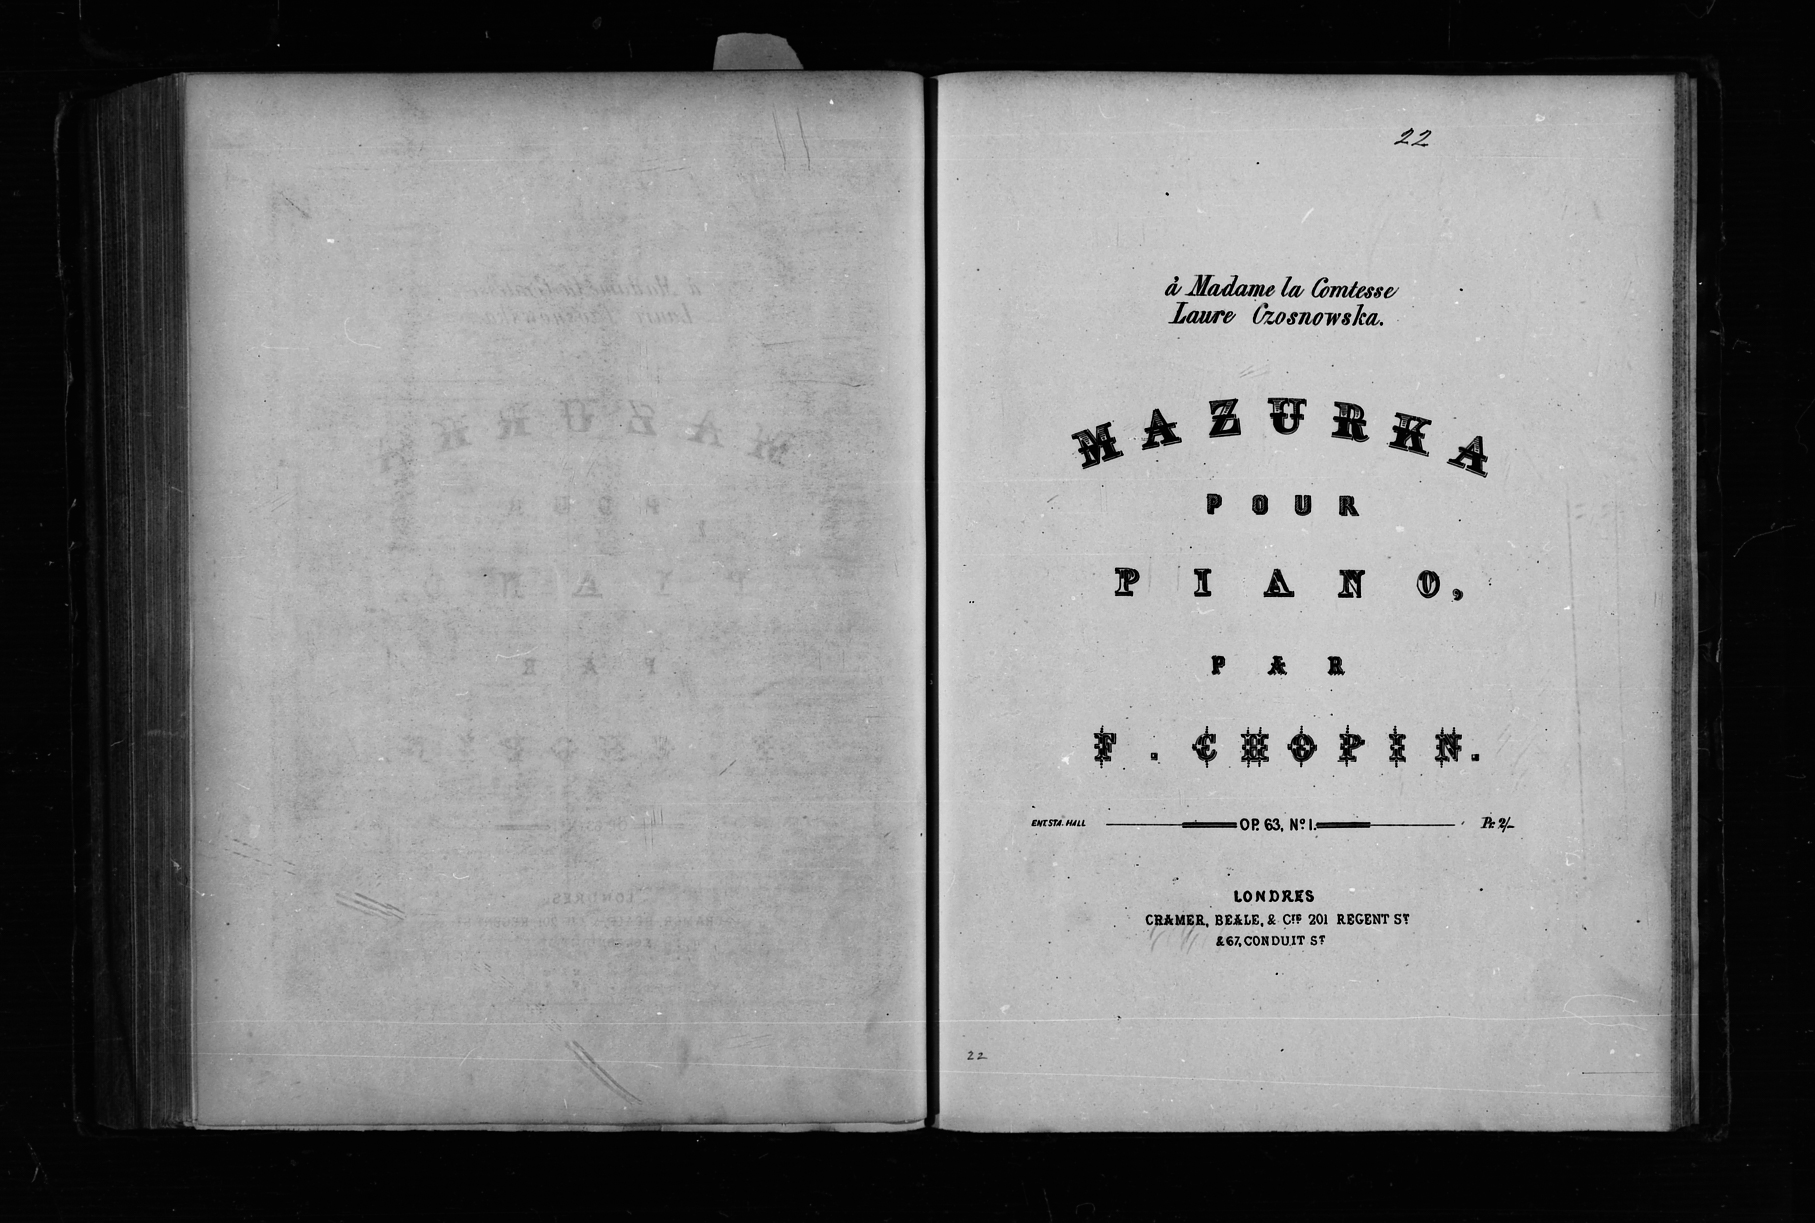 22
à Madame la Comtesse
Laure Czosnowska.
MAZURKA
POUR
PIANO,
PAR
F. CHOPIN.
ENT. STA. HALL OP. 63, No. 1. Pr. 2/-
LONDRES
CRAMER, BEALE, & CIE 201 REGENT ST
& 67, CONDUIT ST
22